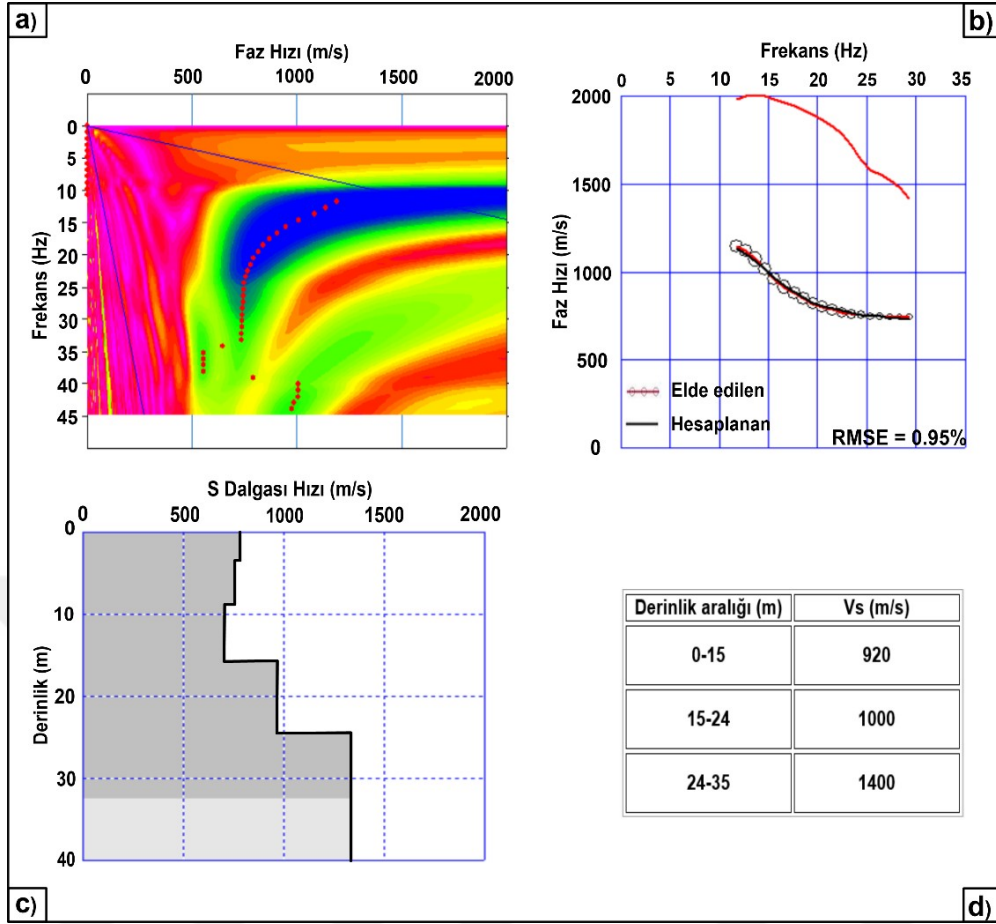 a)
Faz Hızı (m/s)
0 500 1000 2000
Frekans (Hz)
0
5
10
15
20
25
30
35
40
45
b)
Frekans (Hz)
0 5 10 15 20 25 30 35
Faz Hızı (m/s)
2000
1500
1000
500
0
Elde edilen
Hesaplanan
RMSE = 0.95%
S Dalgası Hızı (m/s)
0 500 1000 1500 2000
Derinlik (m)
0
10
20
30
40
c)
Derinlik aralığı (m) Vs (m/s)
0-15 920
15-24 1000
24-35 1400
d)